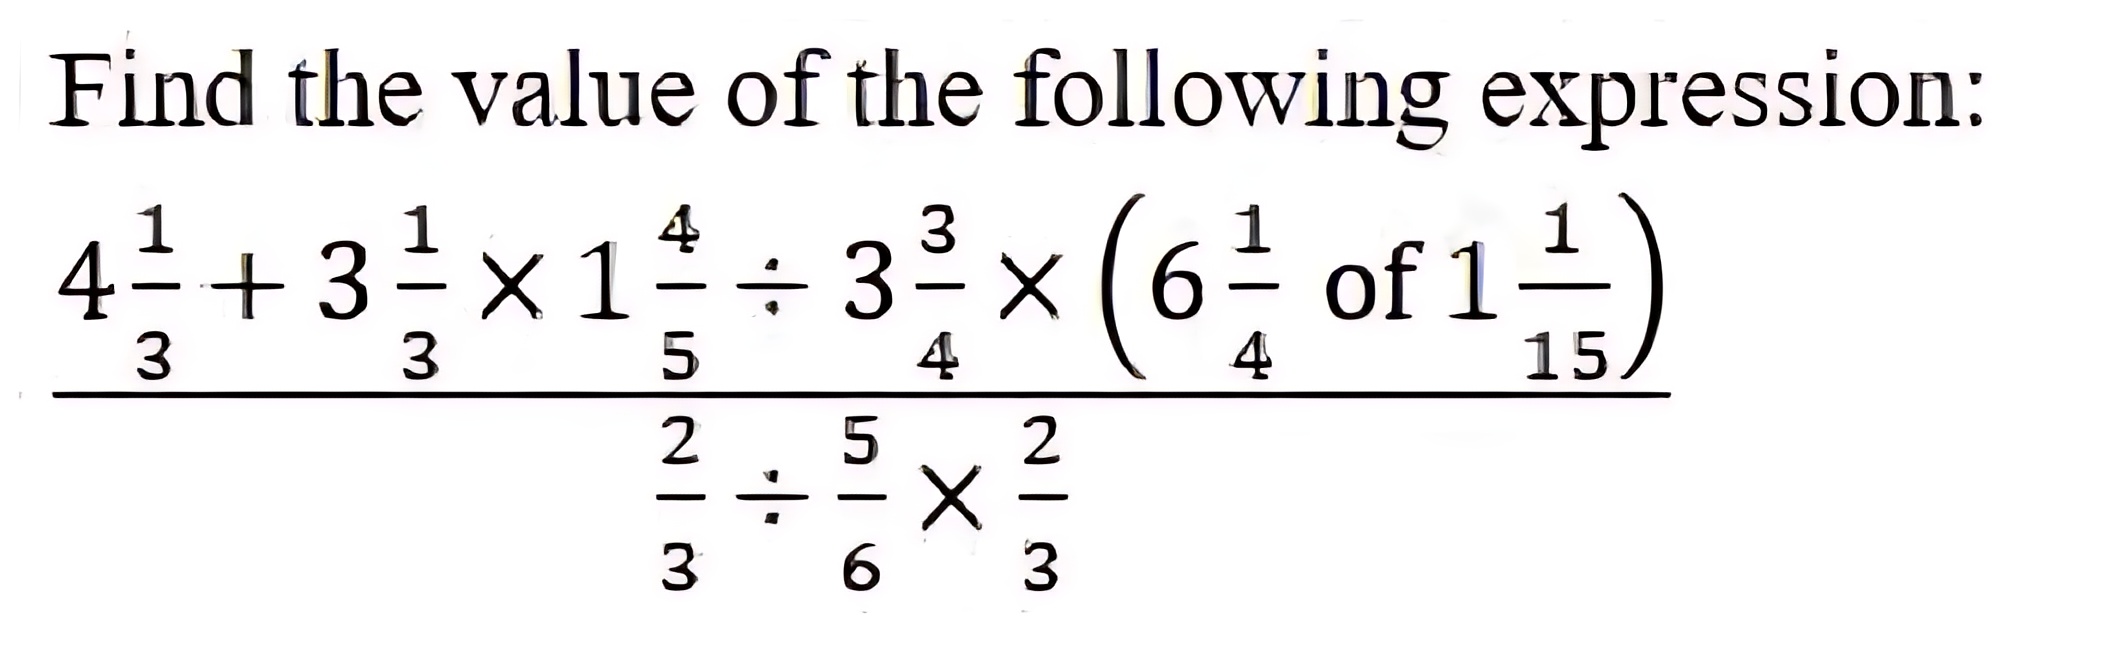 Find the value of the following expression:
4 1/3 + 3 1/3 × 1 4/5 ÷ 3 3/4 × (6 1/4 of 1 1/15)
2/3 ÷ 5/6 × 2/3